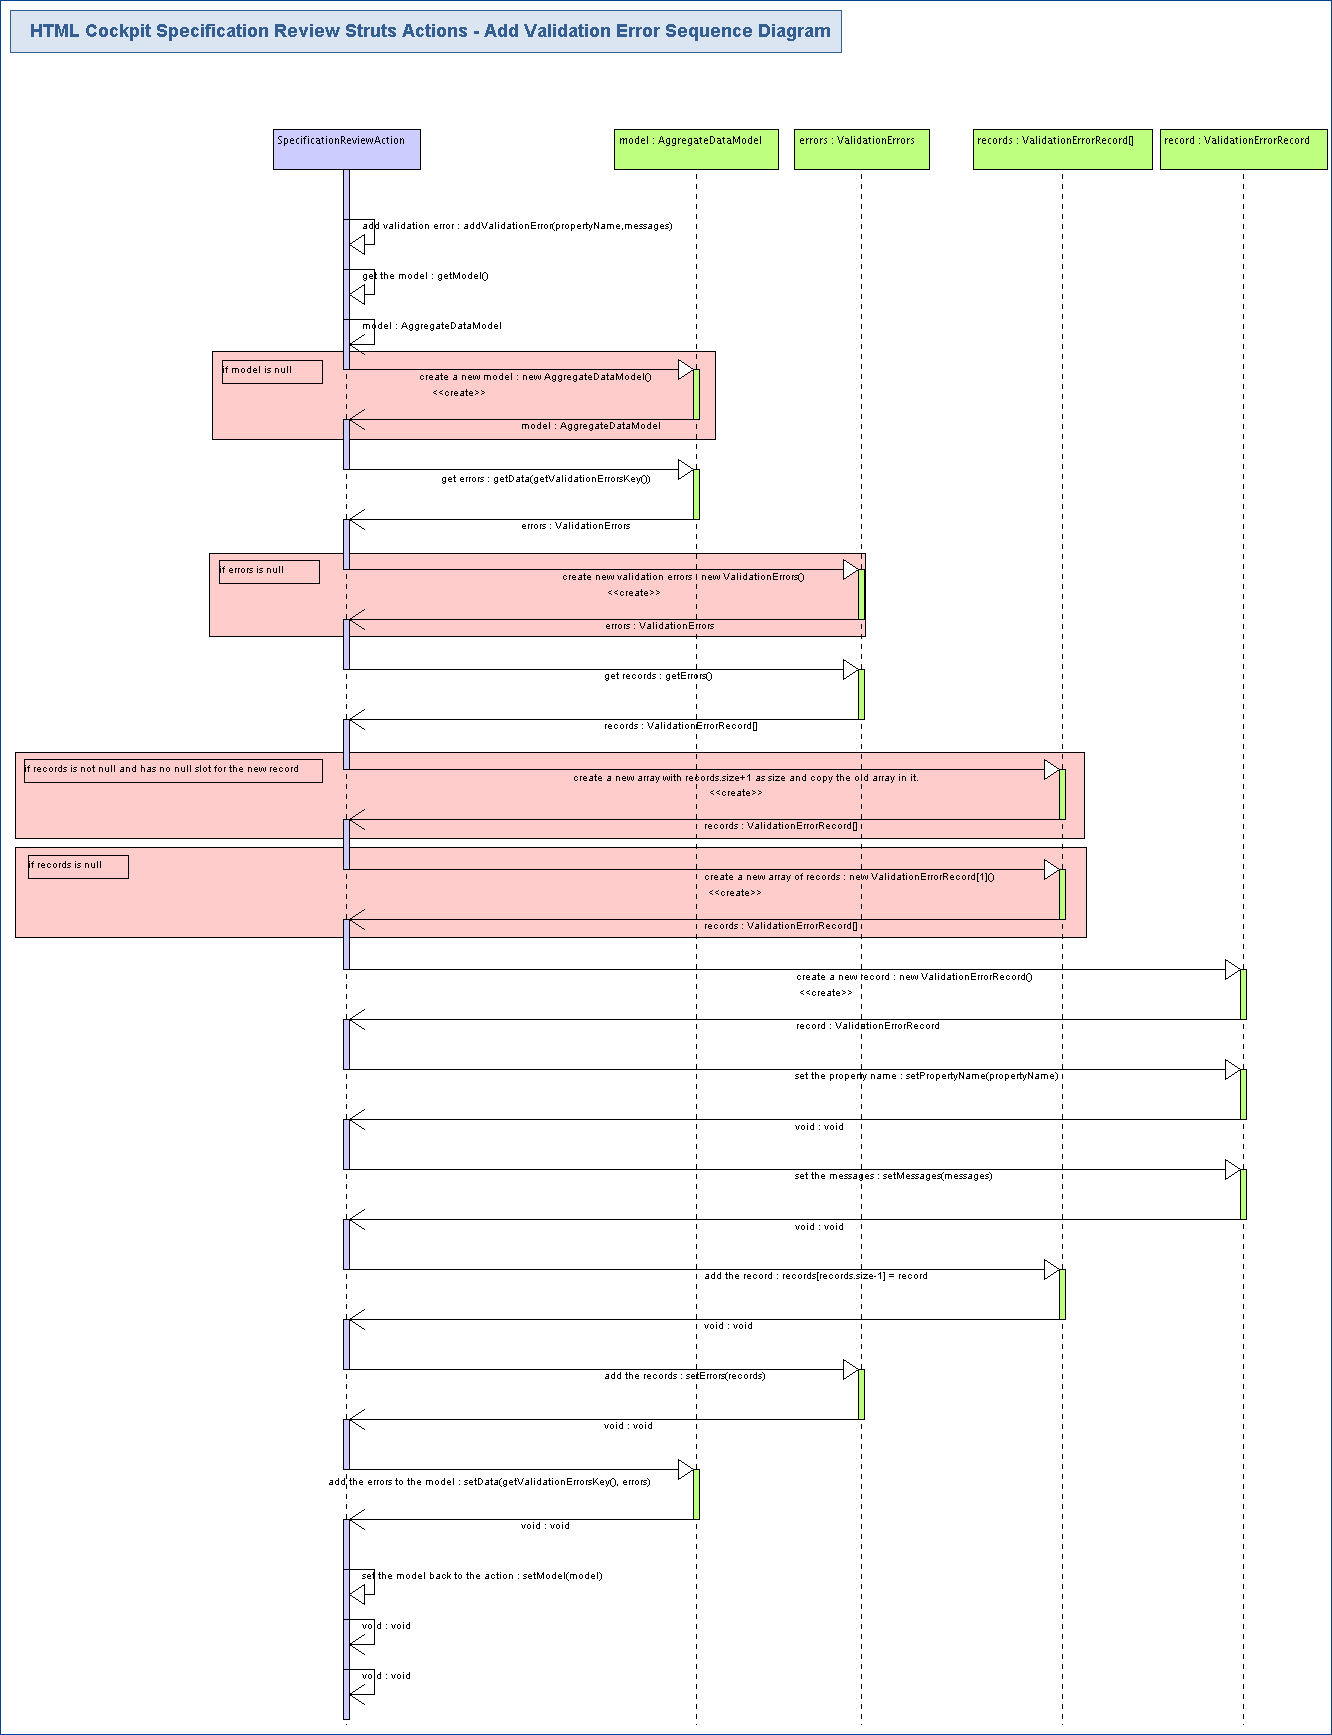 HTML Cockpit Specification Review Struts Actions - Add Validation Error Sequence Diagram
SpecificationReviewAction
model : AggregateDataModel
errors : ValidationErrors
records : ValidationErrorRecord[]
record : ValidationErrorRecord
add validation error : addValidationError(propertyName,messages)
get the model : getModel()
model : AggregateDataModel
if model is null
create a new model : new AggregateDataModel()
<<create>>
model : AggregateDataModel
get errors : getData(getValidationErrorsKey())
errors : ValidationErrors
if errors is null
create new validation errors : new ValidationErrors()
<<create>>
errors : ValidationErrors
get records : getErrors()
records : ValidationErrorRecord[]
if records is not null and has no null slot for the new record
create a new array with records.size+1 as size and copy the old array in it.
<<create>>
records : ValidationErrorRecord[]
if records is null
create a new array of records : new ValidationErrorRecord[1]()
<<create>>
records : ValidationErrorRecord[]
create a new record : new ValidationErrorRecord()
<<create>>
record : ValidationErrorRecord
set the property name : setPropertyName(propertyName)
void : void
set the messages : setMessages(messages)
void : void
add the record : records[records.size-1] = record
void : void
add the records : setErrors(records)
void : void
add the errors to the model : setData(getValidationErrorsKey(), errors)
void : void
set the model back to the action : setModel(model)
void : void
void : void